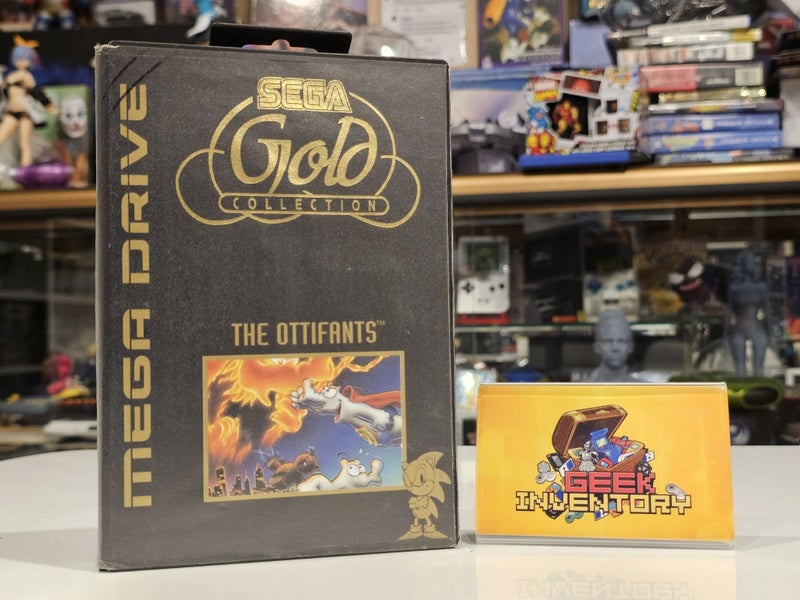 MEGA DRIVE
SEGA
Gold
COLLECTION
THE OTTIFANTS™
GEEK
INVENTORY